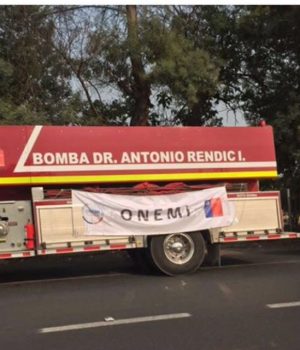 BOMBA DR. ANTONIO RENDIC I.
ONEMI